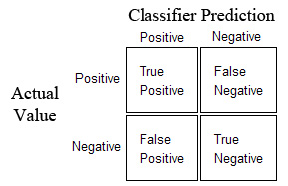 Classifier Prediction
Positive Negative
Actual
Value
Positive
True
Positive
False
Negative
Negative
False
Positive
True
Negative